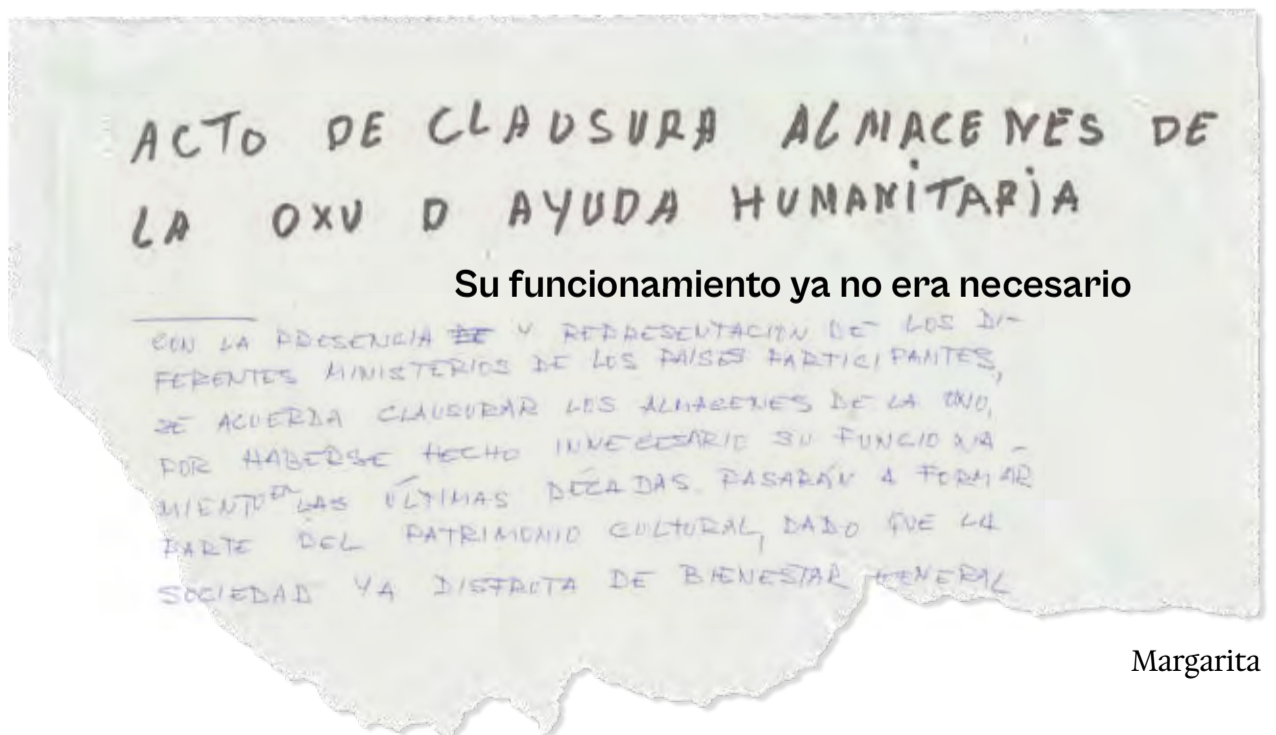 ACTO DE CLAUSURA ALMACENES DE
LA OXU D AYUDA HUMANITARIA
Su funcionamiento ya no era necesario
CON LA PRESENCIA DE Y REPRESENTACIÓN DE LOS DI-
FERENTES MINISTERIOS DE LOS PAISES PARTICIPANTES,
SE ACUERDA CLAUSURAR LOS ALMACENES DE LA ONU,
POR HABERSE HECHO INNECESARIO SU FUNCIONA-
MIENTO EN LAS ÚLTIMAS DÉCADAS. PASARÁN A FORMAR
PARTE DEL PATRIMONIO CULTURAL, DADO QUE LA
SOCIEDAD YA DISFRUTA DE BIENESTAR GENERAL
Margarita